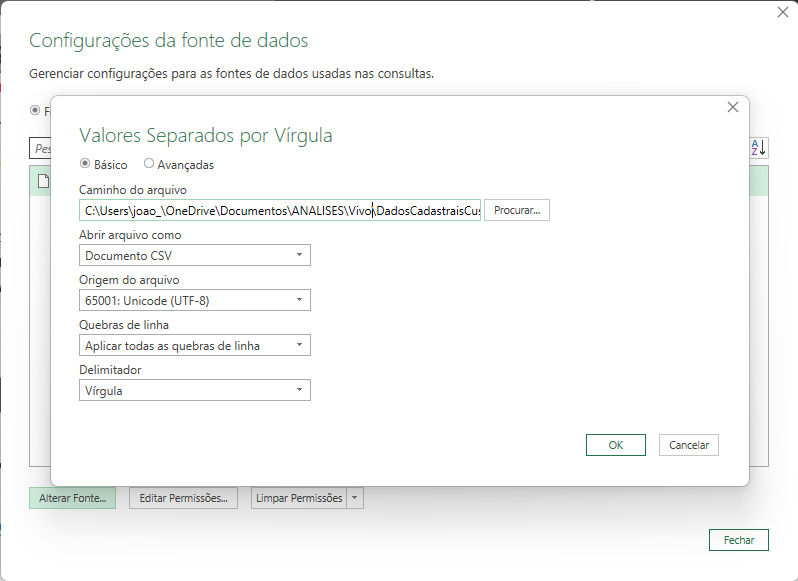 Configurações da fonte de dados
Gerenciar configurações para as fontes de dados usadas nas consultas.
Valores Separados por Vírgula
Básico Avançadas
Caminho do arquivo
C:\Users\joao_\OneDrive\Documentos\ANALISES\Vivo\DadosCadastraisCus Procurar...
Abrir arquivo como
Documento CSV
Origem do arquivo
65001: Unicode (UTF-8)
Quebras de linha
Aplicar todas as quebras de linha
Delimitador
Vírgula
OK Cancelar
Alterar Fonte... Editar Permissões... Limpar Permissões
Fechar